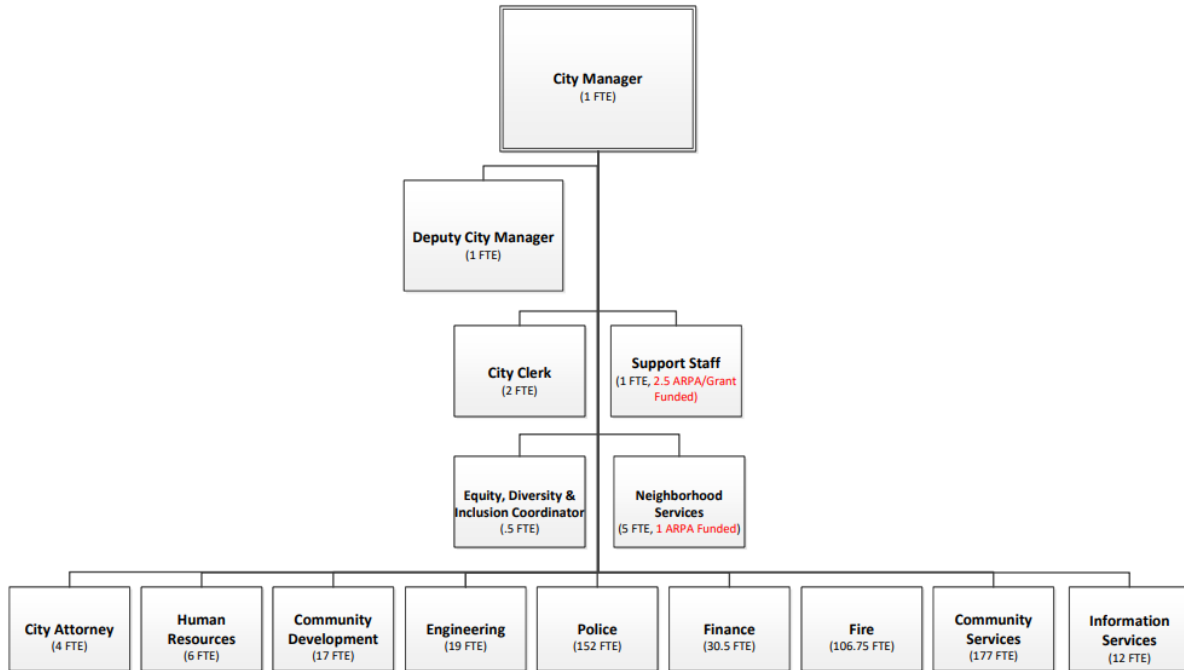 City Manager
(1 FTE)
Deputy City Manager
(1 FTE)
City Clerk
(2 FTE)
Support Staff
(1 FTE, 2.5 ARPA/Grant
Funded)
Equity, Diversity &
Inclusion Coordinator
(.5 FTE)
Neighborhood
Services
(5 FTE, 1 ARPA Funded)
City Attorney
(4 FTE)
Human
Resources
(6 FTE)
Community
Development
(17 FTE)
Engineering
(19 FTE)
Police
(152 FTE)
Finance
(30.5 FTE)
Fire
(106.75 FTE)
Community
Services
(177 FTE)
Information
Services
(12 FTE)